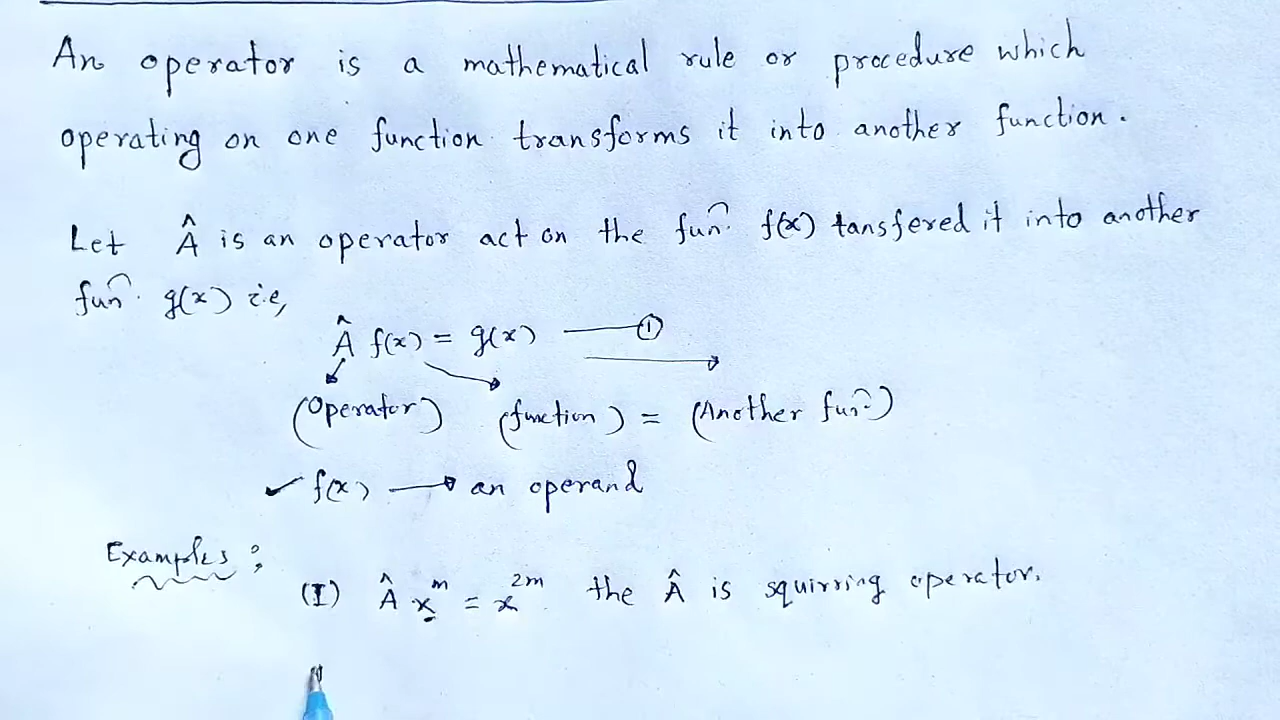 An operator is a mathematical rule or procedure which
operating on one function transforms it into another function.
Let Â is an operator act on the fun. f(x) tansfered it into another
fun. g(x) i.e,
Â f(x) = g(x) ①
(Operator) (function) = (Another fun.)
✓ f(x) → an operand
Examples :
(I) Â x^m = x^2m the Â is squirring operator.